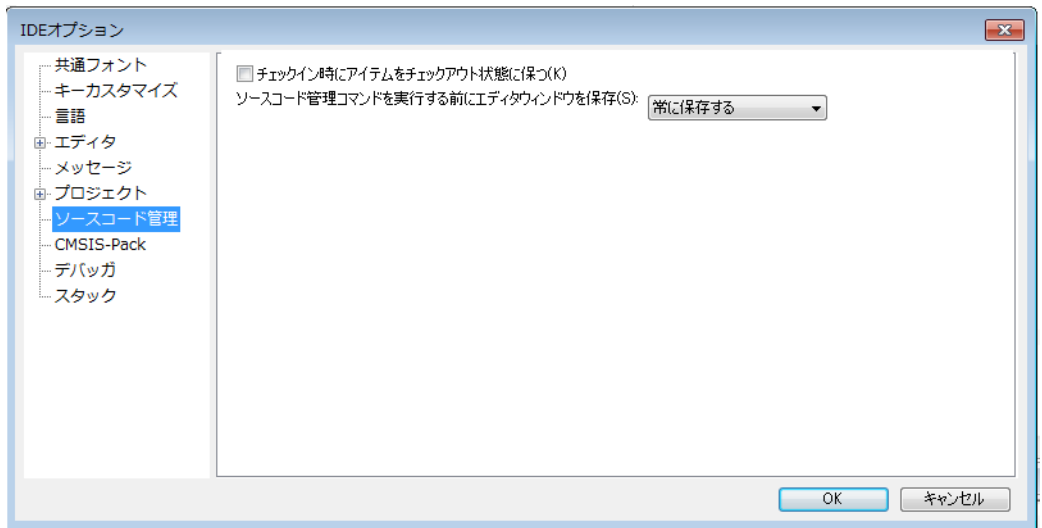 IDEオプション
共通フォント
キーカスタマイズ
言語
エディタ
メッセージ
プロジェクト
ソースコード管理
CMSIS-Pack
デバッガ
スタック
チェックイン時にアイテムをチェックアウト状態に保つ(K)
ソースコード管理コマンドを実行する前にエディタウィンドウを保存(S): 常に保存する
OK キャンセル